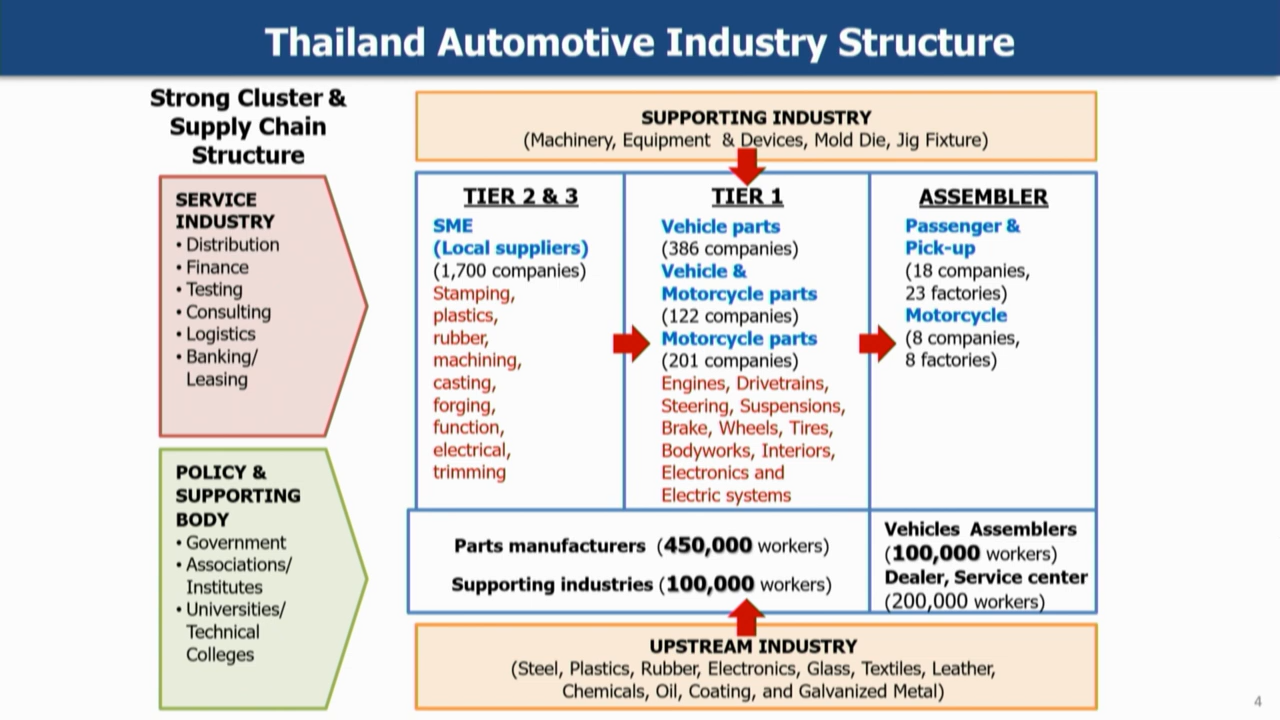 Thailand Automotive Industry Structure
Strong Cluster &
Supply Chain
Structure
SERVICE
INDUSTRY
• Distribution
• Finance
• Testing
• Consulting
• Logistics
• Banking/
Leasing
POLICY &
SUPPORTING
BODY
• Government
• Associations/
Institutes
• Universities/
Technical
Colleges
SUPPORTING INDUSTRY
(Machinery, Equipment & Devices, Mold Die, Jig Fixture)
TIER 2 & 3
SME
(Local suppliers)
(1,700 companies)
Stamping,
plastics,
rubber,
machining,
casting,
forging,
function,
electrical,
trimming
TIER 1
Vehicle parts
(386 companies)
Vehicle &
Motorcycle parts
(122 companies)
Motorcycle parts
(201 companies)
Engines, Drivetrains,
Steering, Suspensions,
Brake, Wheels, Tires,
Bodyworks, Interiors,
Electronics and
Electric systems
ASSEMBLER
Passenger &
Pick-up
(18 companies,
23 factories)
Motorcycle
(8 companies,
8 factories)
Parts manufacturers (450,000 workers)
Supporting industries (100,000 workers)
Vehicles Assemblers
(100,000 workers)
Dealer, Service center
(200,000 workers)
UPSTREAM INDUSTRY
(Steel, Plastics, Rubber, Electronics, Glass, Textiles, Leather,
Chemicals, Oil, Coating, and Galvanized Metal)
4